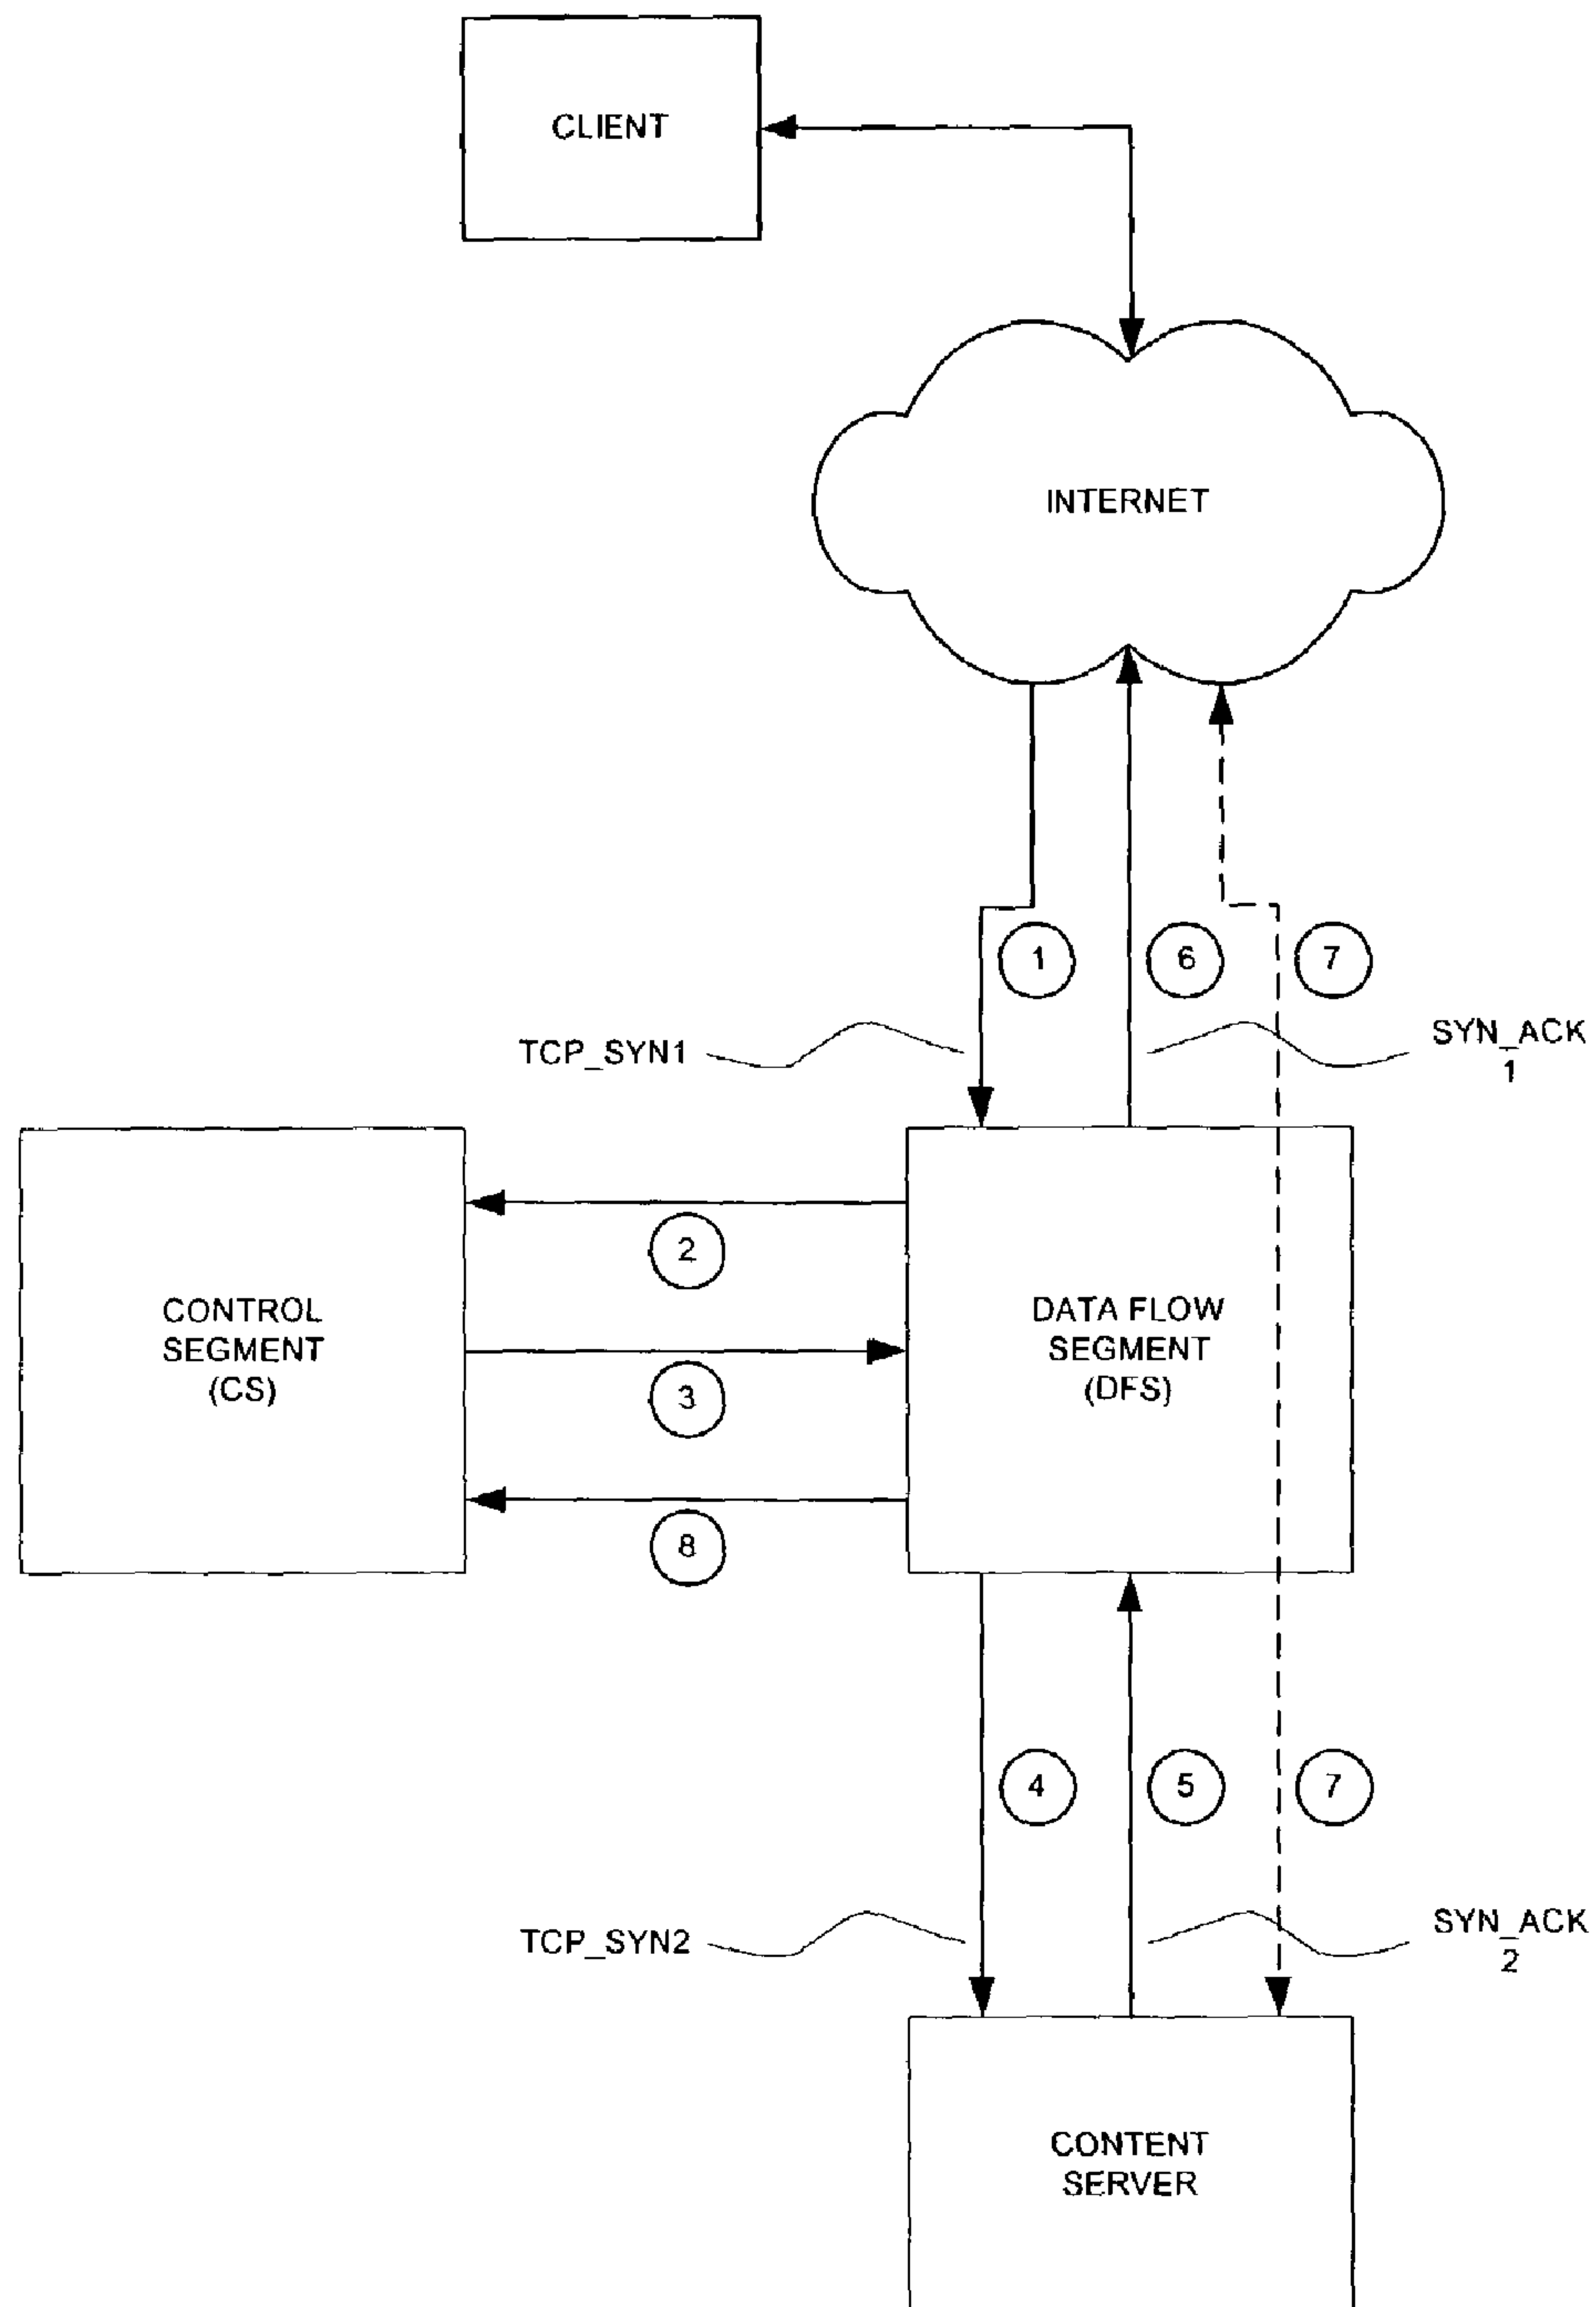 CLIENT
INTERNET
1
6
7
TCP_SYN1
SYN_ACK
1
2
CONTROL
SEGMENT
(CS)
DATA FLOW
SEGMENT
(DFS)
3
8
4
5
7
TCP_SYN2
SYN_ACK
2
CONTENT
SERVER